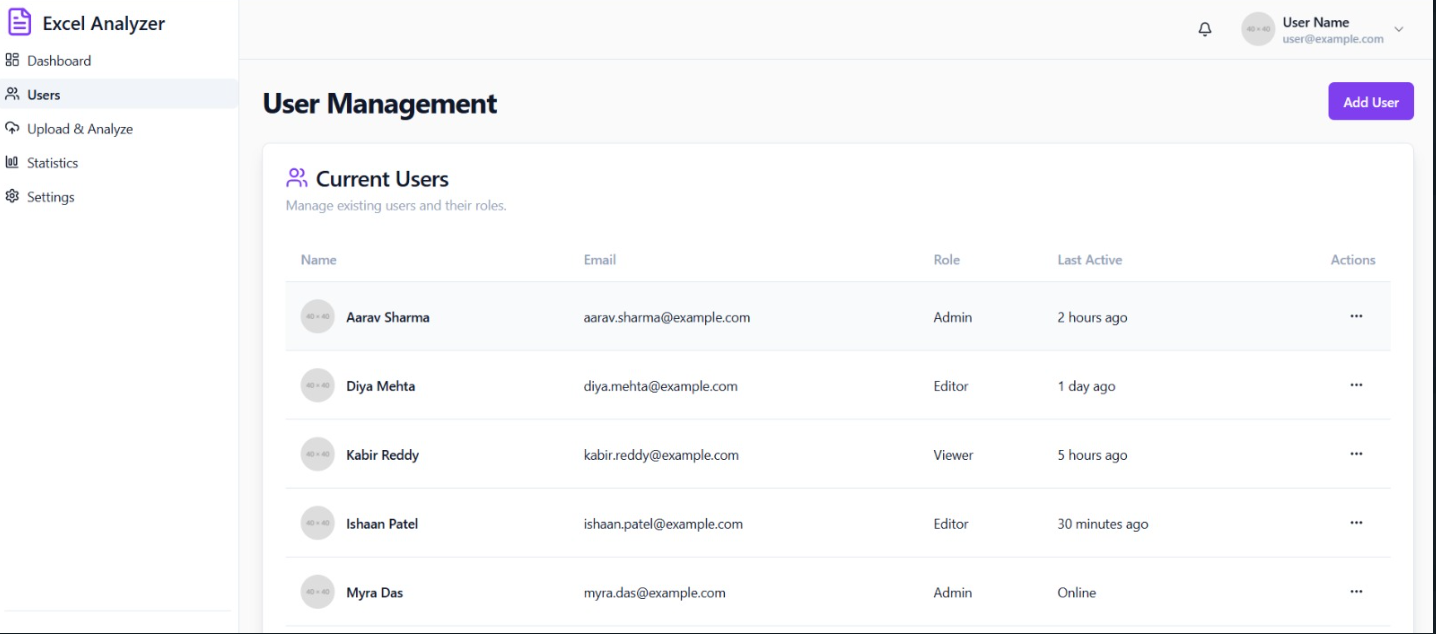 Excel Analyzer
Dashboard
Users
Upload & Analyze
Statistics
Settings
User Name
user@example.com
User Management
Add User
Current Users
Manage existing users and their roles.
Name Email Role Last Active Actions
40 × 40 Aarav Sharma aarav.sharma@example.com Admin 2 hours ago ...
40 × 40 Diya Mehta diya.mehta@example.com Editor 1 day ago ...
40 × 40 Kabir Reddy kabir.reddy@example.com Viewer 5 hours ago ...
40 × 40 Ishaan Patel ishaan.patel@example.com Editor 30 minutes ago ...
40 × 40 Myra Das myra.das@example.com Admin Online ...